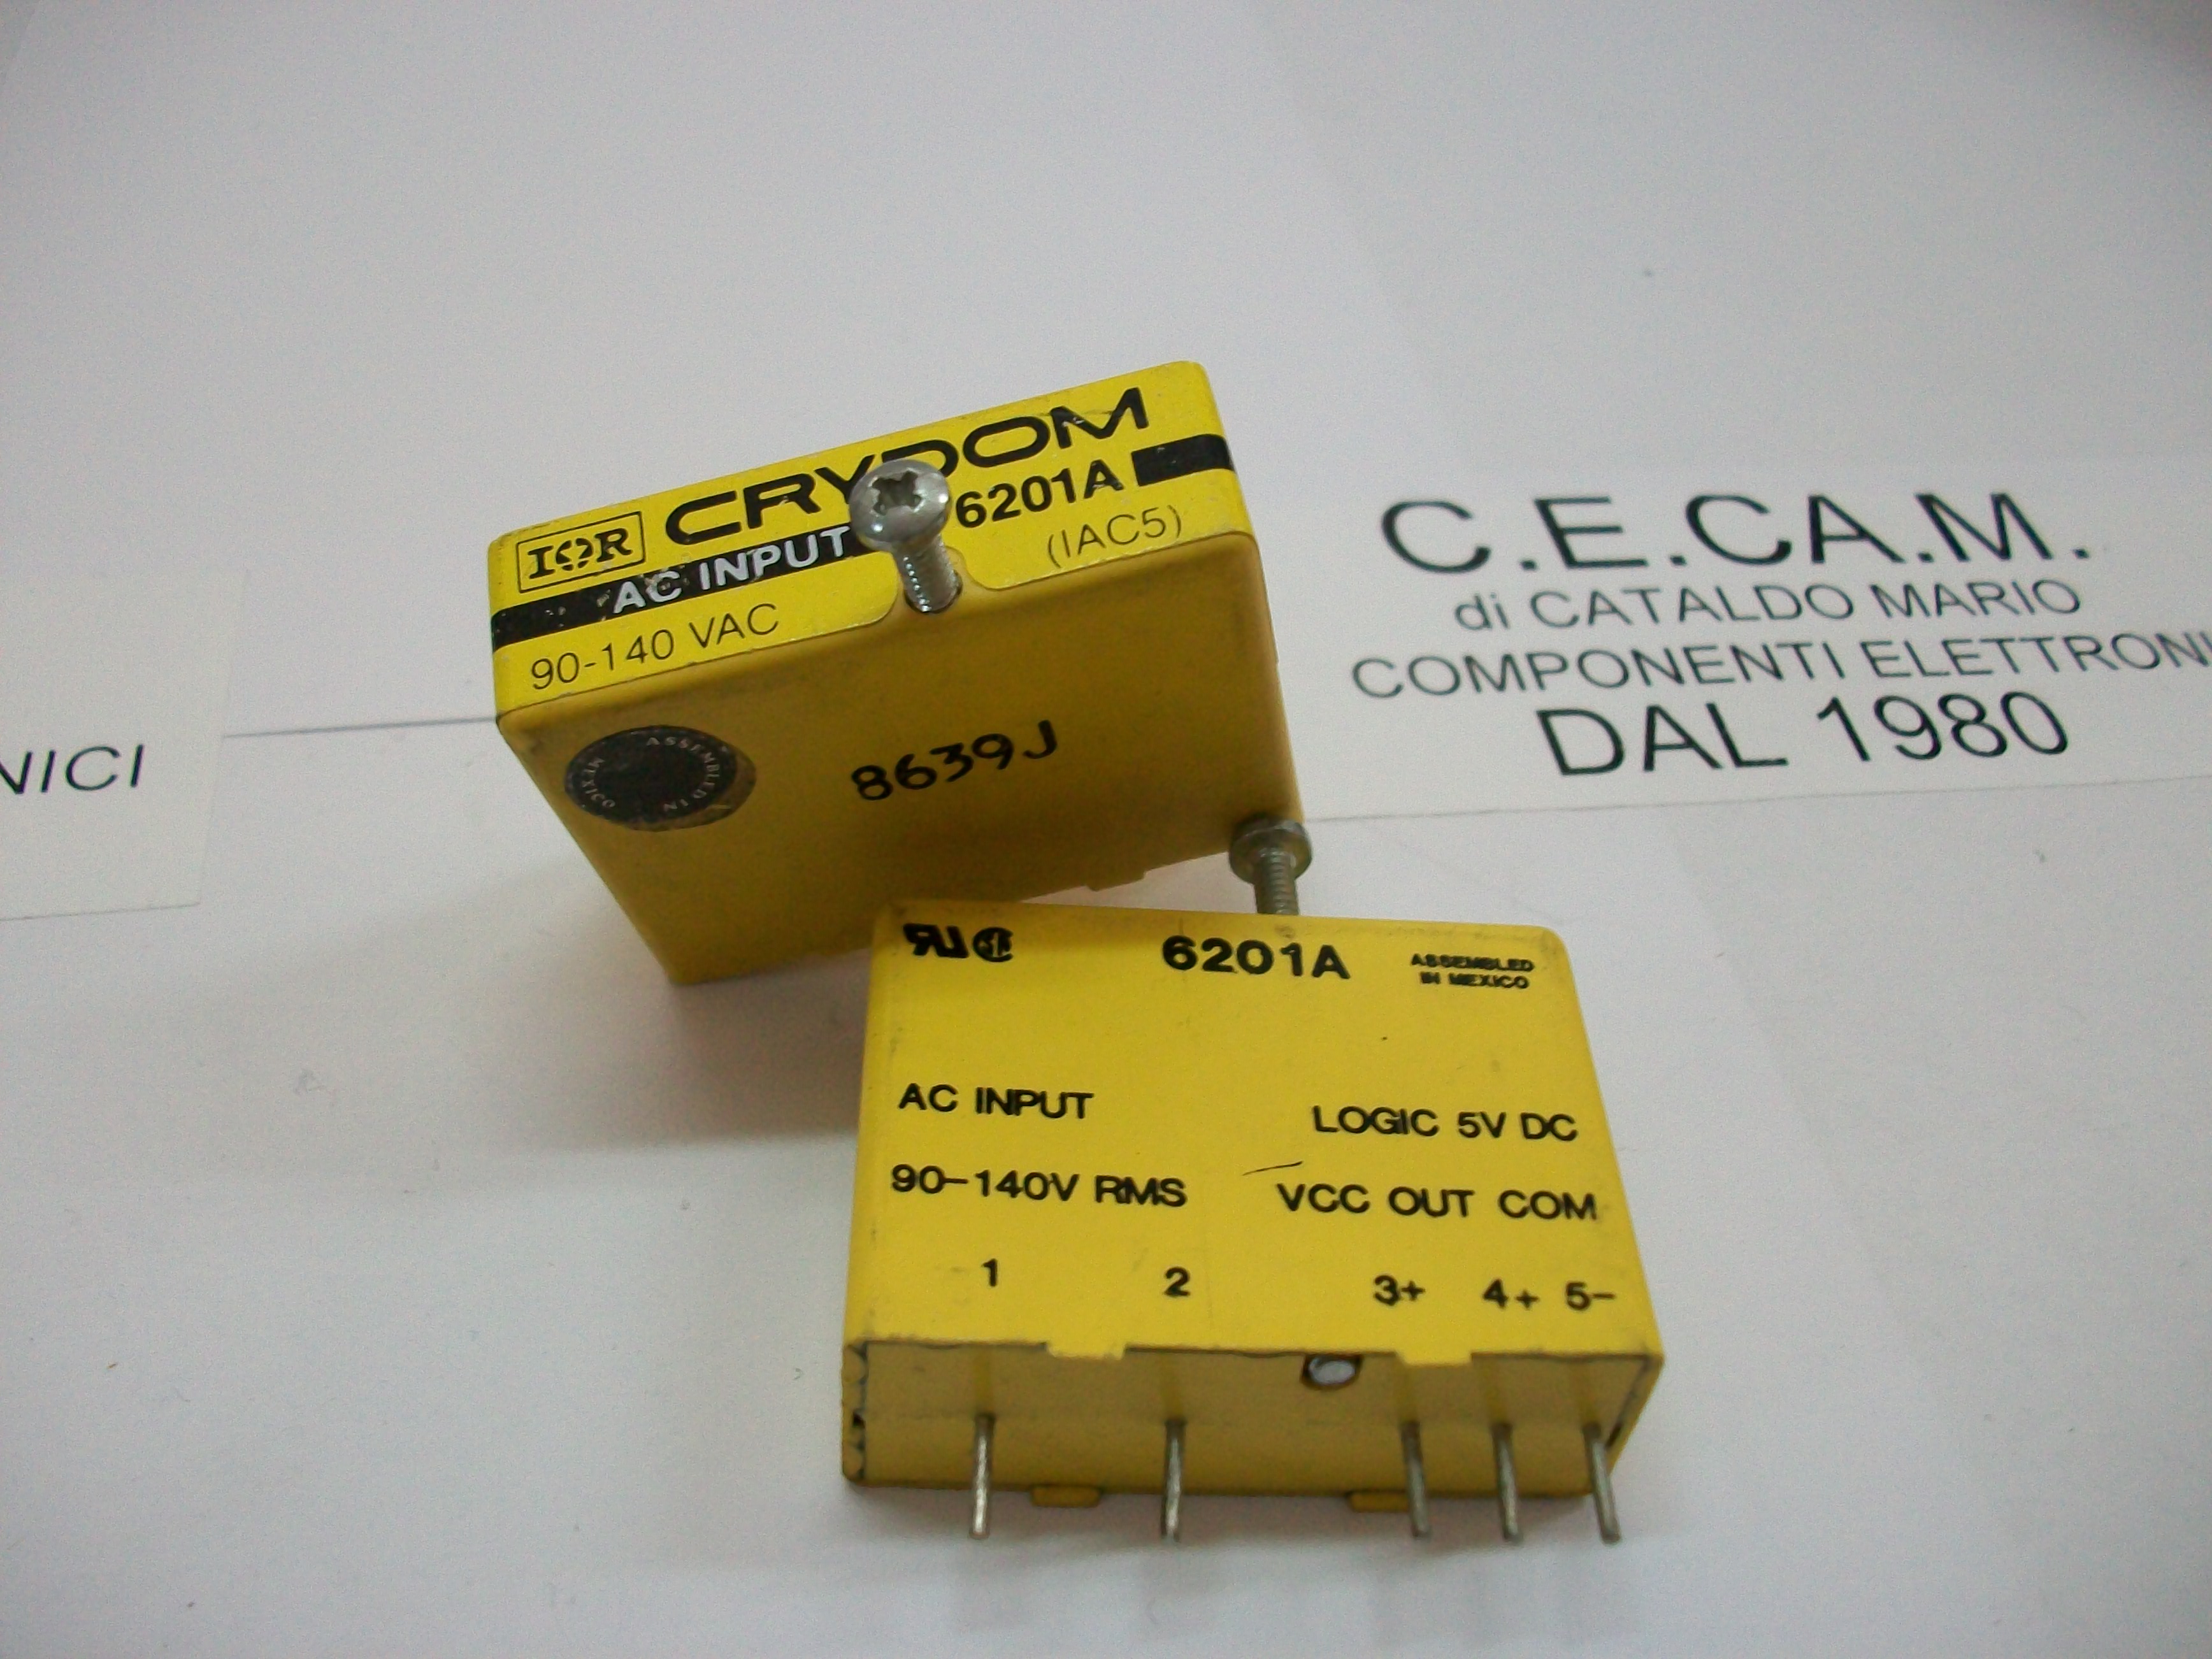 IOR CRYDOM
AC INPUT 6201A
90-140 VAC (IAC5)
ASSEMBLED IN MEXICO
8639J
C.E.CA.M.
di CATALDO MARIO
COMPONENTI ELETTRONI
DAL 1980
NICI
6201A
ASSEMBLED
IN MEXICO
AC INPUT LOGIC 5V DC
90-140V RMS VCC OUT COM
1 2 3+ 4+ 5-